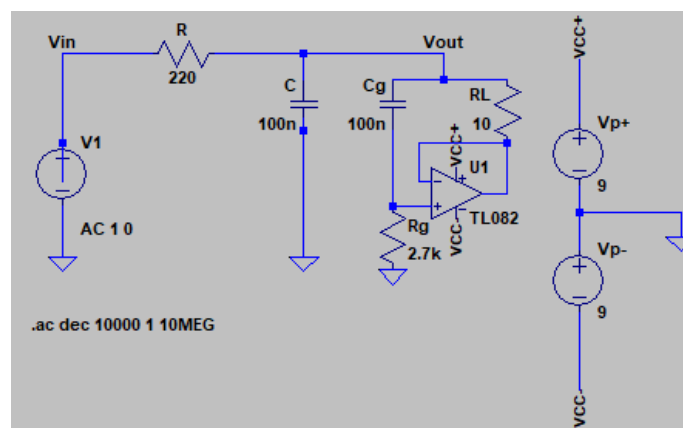 Vin
R
220
Vout
C
100n
Cg
100n
RL
10
VCC+
U1
TL082
VCC-
Rg
2.7k
V1
AC 1 0
VCC+
Vp+
9
Vp-
9
VCC-
.ac dec 10000 1 10MEG